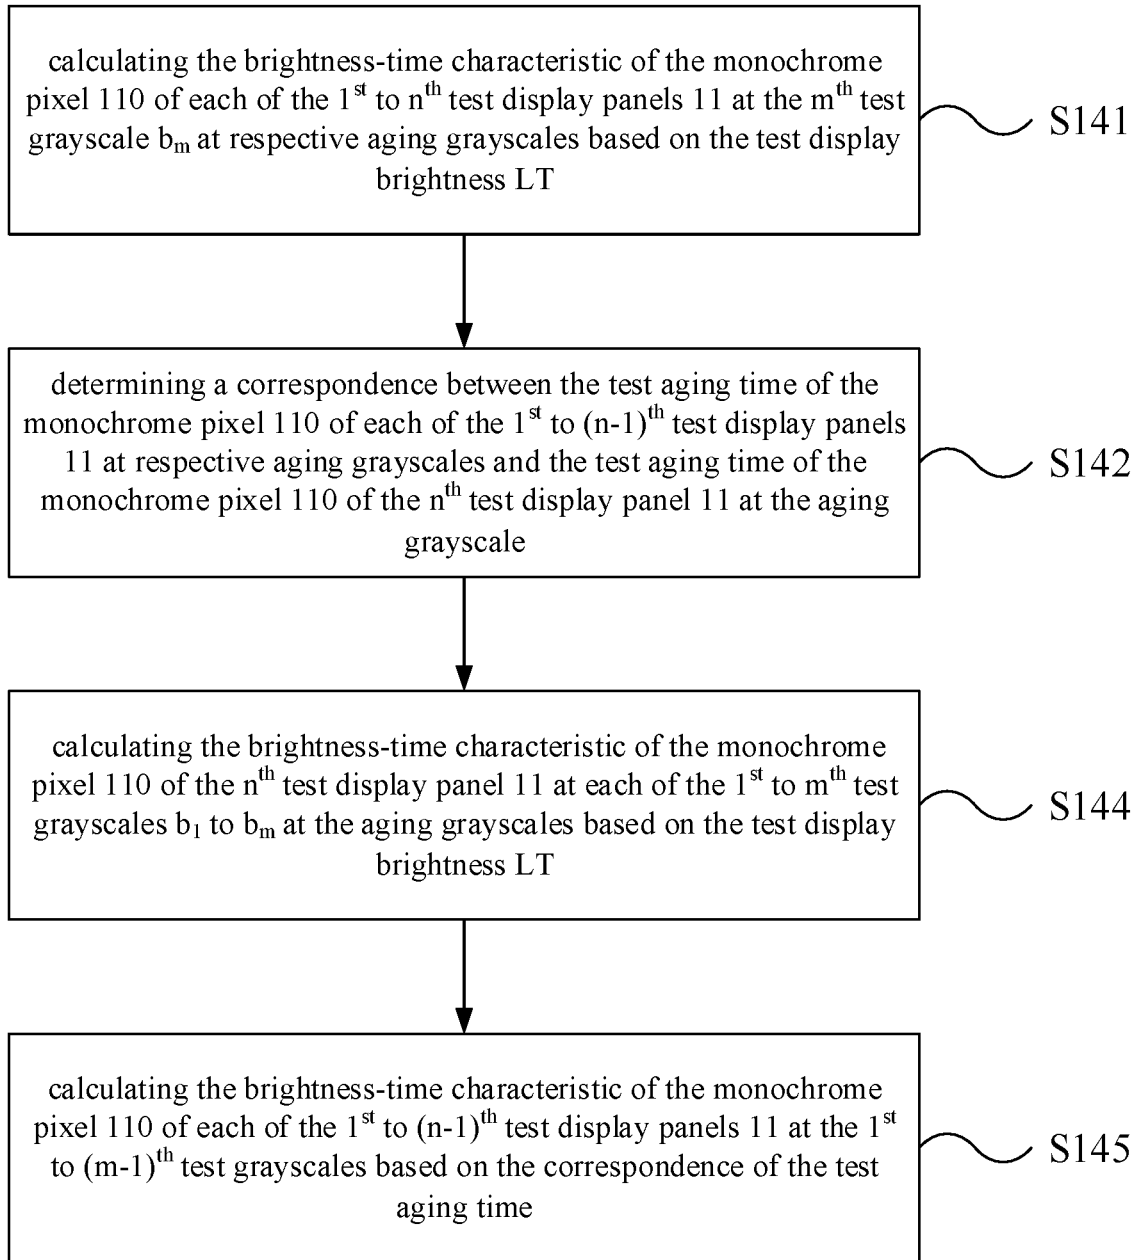 calculating the brightness-time characteristic of the monochrome
pixel 110 of each of the 1st to nth test display panels 11 at the mth test
grayscale bm at respective aging grayscales based on the test display
brightness LT
S141
determining a correspondence between the test aging time of the
monochrome pixel 110 of each of the 1st to (n-1)th test display panels
11 at respective aging grayscales and the test aging time of the
monochrome pixel 110 of the nth test display panel 11 at the aging
grayscale
S142
calculating the brightness-time characteristic of the monochrome
pixel 110 of the nth test display panel 11 at each of the 1st to mth test
grayscales b1 to bm at the aging grayscales based on the test display
brightness LT
S144
calculating the brightness-time characteristic of the monochrome
pixel 110 of each of the 1st to (n-1)th test display panels 11 at the 1st
to (m-1)th test grayscales based on the correspondence of the test
aging time
S145